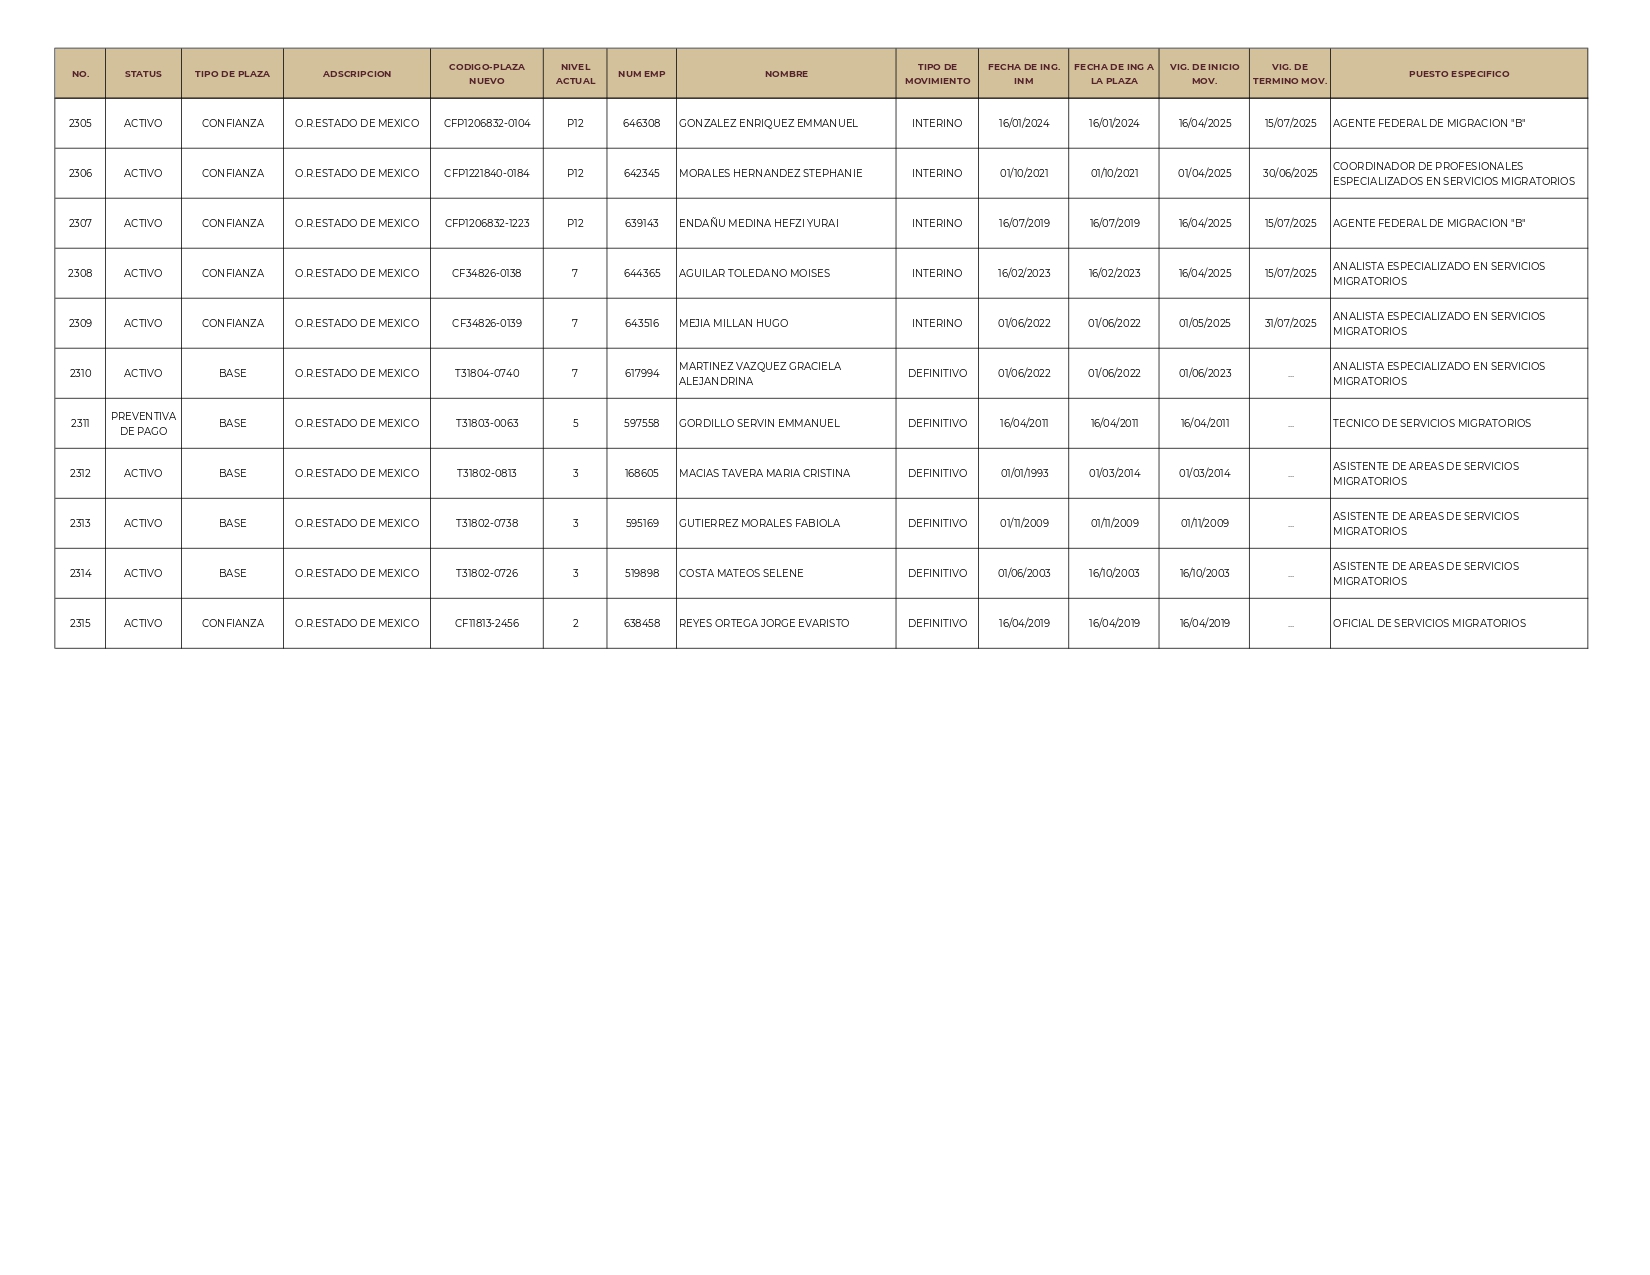 NO. STATUS TIPO DE PLAZA ADSCRIPCION CODIGO-PLAZA NUEVO NIVEL ACTUAL NUM EMP NOMBRE TIPO DE MOVIMIENTO FECHA DE ING. INM FECHA DE ING A LA PLAZA VIG. DE INICIO MOV. VIG. DE TERMINO MOV. PUESTO ESPECIFICO
2305 ACTIVO CONFIANZA O.R.ESTADO DE MEXICO CFP1206832-0104 P12 646308 GONZALEZ ENRIQUEZ EMMANUEL INTERINO 16/01/2024 16/01/2024 16/04/2025 15/07/2025 AGENTE FEDERAL DE MIGRACION "B"
2306 ACTIVO CONFIANZA O.R.ESTADO DE MEXICO CFP1221840-0184 P12 642345 MORALES HERNANDEZ STEPHANIE INTERINO 01/10/2021 01/10/2021 01/04/2025 30/06/2025 COORDINADOR DE PROFESIONALES ESPECIALIZADOS EN SERVICIOS MIGRATORIOS
2307 ACTIVO CONFIANZA O.R.ESTADO DE MEXICO CFP1206832-1223 P12 639143 ENDAÑU MEDINA HEFZI YURAI INTERINO 16/07/2019 16/07/2019 16/04/2025 15/07/2025 AGENTE FEDERAL DE MIGRACION "B"
2308 ACTIVO CONFIANZA O.R.ESTADO DE MEXICO CF34826-0138 7 644365 AGUILAR TOLEDANO MOISES INTERINO 16/02/2023 16/02/2023 16/04/2025 15/07/2025 ANALISTA ESPECIALIZADO EN SERVICIOS MIGRATORIOS
2309 ACTIVO CONFIANZA O.R.ESTADO DE MEXICO CF34826-0139 7 643516 MEJIA MILLAN HUGO INTERINO 01/06/2022 01/06/2022 01/05/2025 31/07/2025 ANALISTA ESPECIALIZADO EN SERVICIOS MIGRATORIOS
2310 ACTIVO BASE O.R.ESTADO DE MEXICO T31804-0740 7 617994 MARTINEZ VAZQUEZ GRACIELA ALEJANDRINA DEFINITIVO 01/06/2022 01/06/2022 01/06/2023 ... ANALISTA ESPECIALIZADO EN SERVICIOS MIGRATORIOS
2311 PREVENTIVA DE PAGO BASE O.R.ESTADO DE MEXICO T31803-0063 5 597558 GORDILLO SERVIN EMMANUEL DEFINITIVO 16/04/2011 16/04/2011 16/04/2011 ... TECNICO DE SERVICIOS MIGRATORIOS
2312 ACTIVO BASE O.R.ESTADO DE MEXICO T31802-0813 3 168605 MACIAS TAVERA MARIA CRISTINA DEFINITIVO 01/01/1993 01/03/2014 01/03/2014 ... ASISTENTE DE AREAS DE SERVICIOS MIGRATORIOS
2313 ACTIVO BASE O.R.ESTADO DE MEXICO T31802-0738 3 595169 GUTIERREZ MORALES FABIOLA DEFINITIVO 01/11/2009 01/11/2009 01/11/2009 ... ASISTENTE DE AREAS DE SERVICIOS MIGRATORIOS
2314 ACTIVO BASE O.R.ESTADO DE MEXICO T31802-0726 3 519898 COSTA MATEOS SELENE DEFINITIVO 01/06/2003 16/10/2003 16/10/2003 ... ASISTENTE DE AREAS DE SERVICIOS MIGRATORIOS
2315 ACTIVO CONFIANZA O.R.ESTADO DE MEXICO CF11813-2456 2 638458 REYES ORTEGA JORGE EVARISTO DEFINITIVO 16/04/2019 16/04/2019 16/04/2019 ... OFICIAL DE SERVICIOS MIGRATORIOS